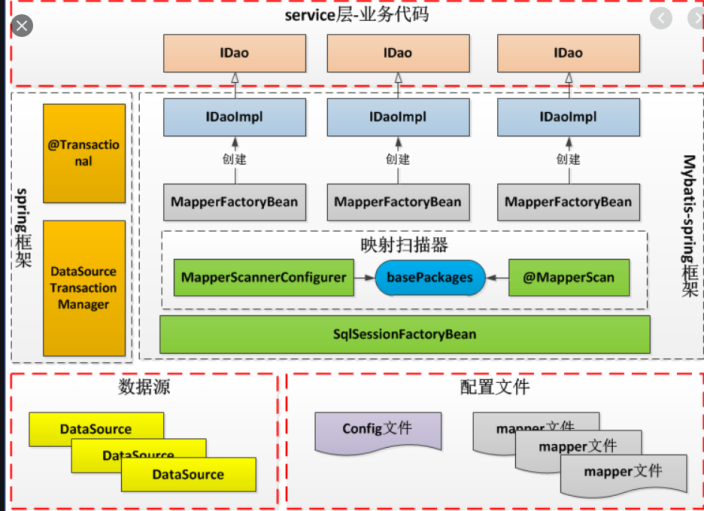 service层-业务代码
IDao
IDao
IDao
IDaoImpl
IDaoImpl
IDaoImpl
创建
创建
创建
MapperFactoryBean
MapperFactoryBean
MapperFactoryBean
@Transactio
nal
spring框架
DataSource
Transaction
Manager
Mybatis-spring框架
映射扫描器
MapperScannerConfigurer
basePackages
@MapperScan
SqlSessionFactoryBean
数据源
DataSource
DataSource
DataSource
配置文件
Config文件
mapper文件
mapper文件
mapper文件